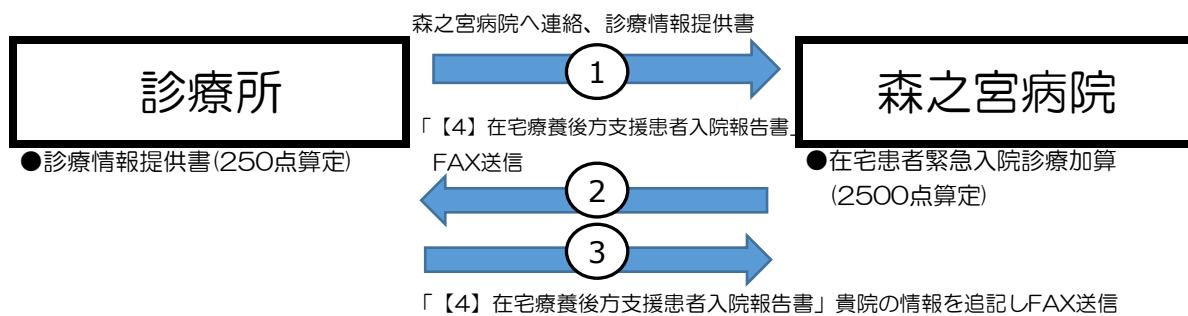 森之宮病院へ連絡、診療情報提供書
診療所
1
森之宮病院
「【4】在宅療養後方支援患者入院報告書」
FAX送信
●診療情報提供書(250点算定)
●在宅患者緊急入院診療加算
(2500点算定)
2
3
「【4】在宅療養後方支援患者入院報告書」貴院の情報を追記しFAX送信